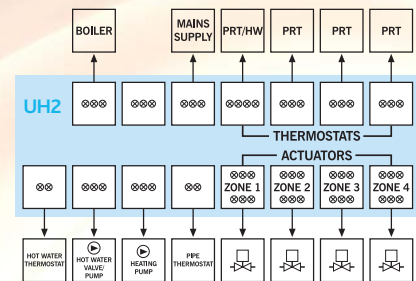 BOILER
MAINS
SUPPLY
PRT/HW
PRT
PRT
PRT
UH2
THERMOSTATS
ACTUATORS
ZONE 1
ZONE 2
ZONE 3
ZONE 4
HOT WATER
THERMOSTAT
HOT WATER
VALVE/
PUMP
HEATING
PUMP
PIPE
THERMOSTAT